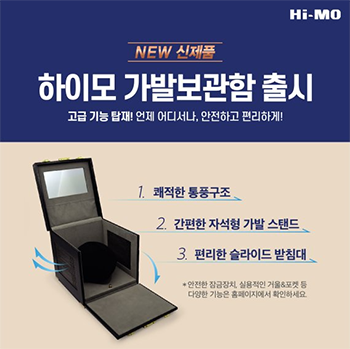 Hi-MO
NEW 신제품
하이모 가발보관함 출시
고급 기능 탑재! 언제 어디서나, 안전하고 편리하게!
1. 쾌적한 통풍구조
2. 간편한 자석형 가발 스탠드
3. 편리한 슬라이드 받침대
* 안전한 잠금장치, 실용적인 거울&포켓 등
다양한 기능은 홈페이지에서 확인하세요.